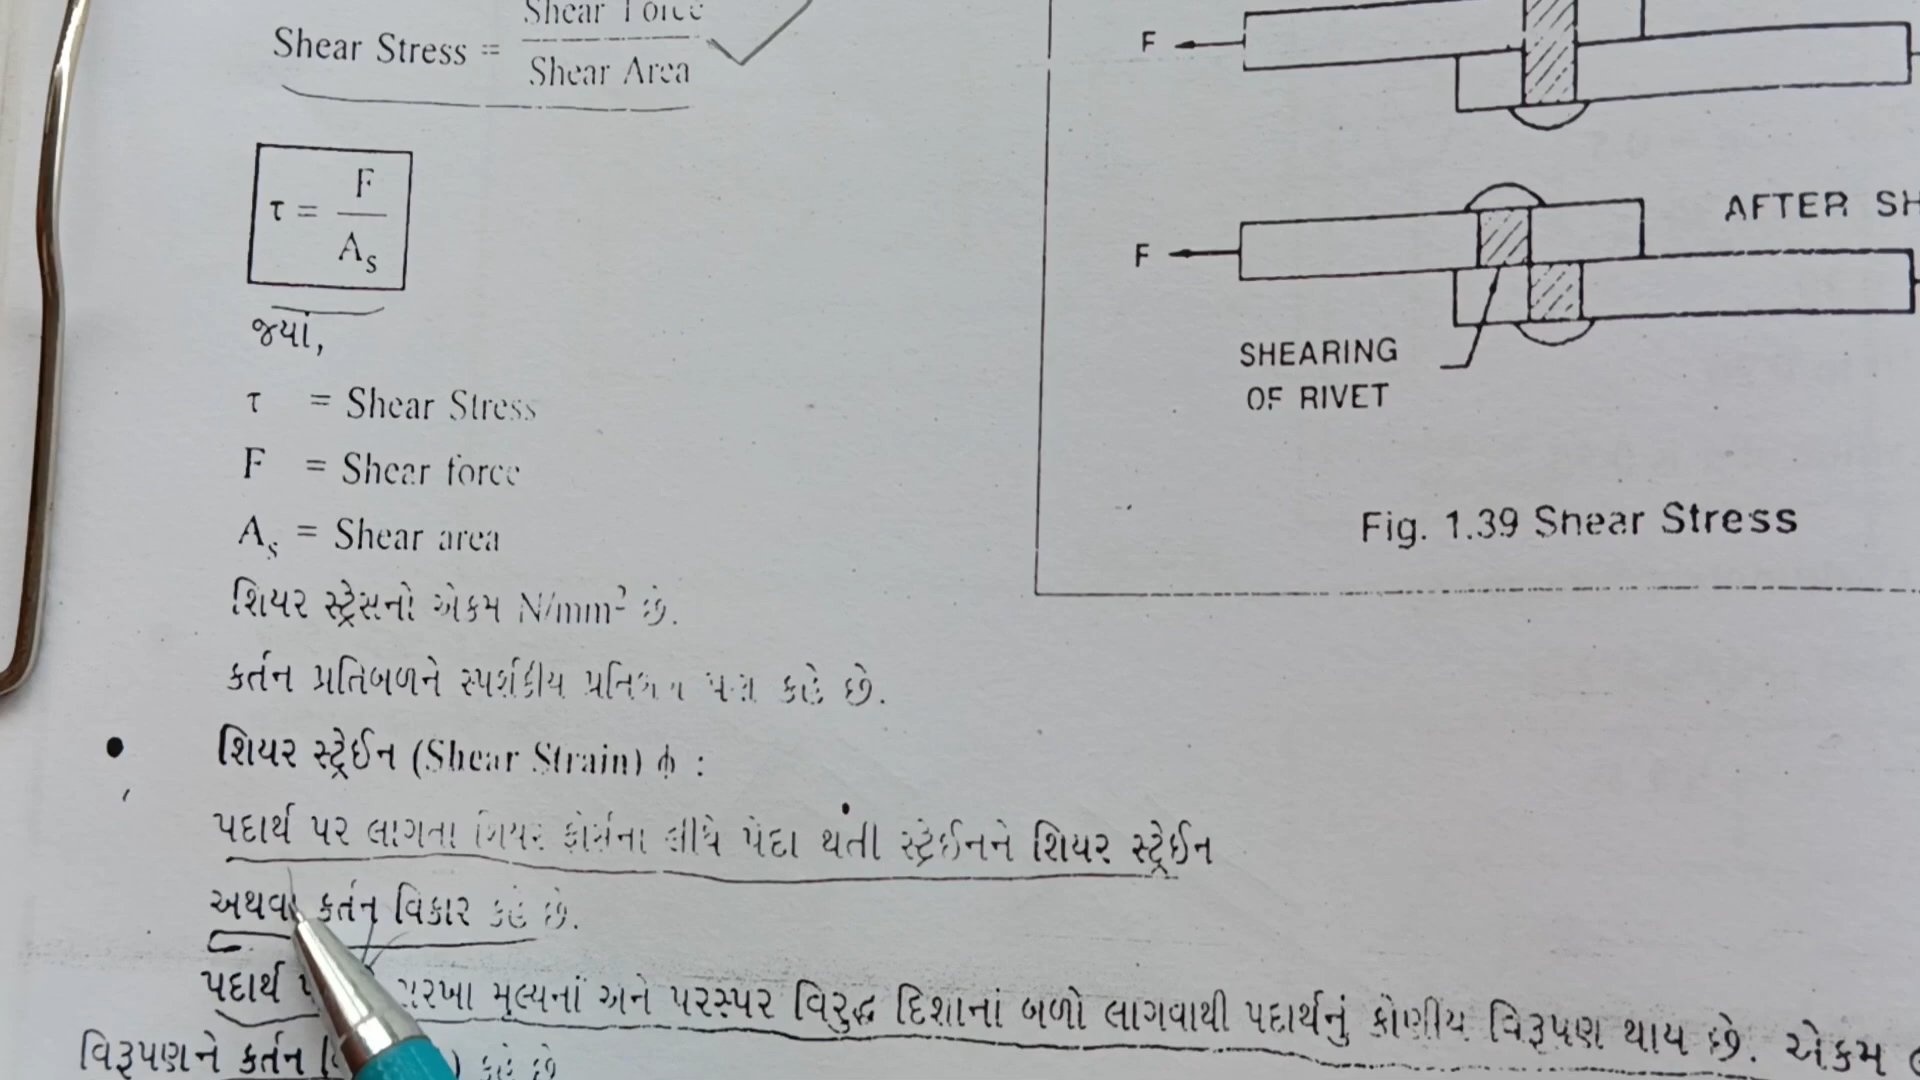 Shear Force
Shear Stress =
Shear Area
τ = F
As
જ્યાં,
τ = Shear Stress
F = Shear force
As = Shear area
શિયર સ્ટ્રેસનો એકમ N/mm² છે.
કર્તન પ્રતિબળને સ્પર્શકીય પ્રતિબળ પણ કહે છે.
• શિયર સ્ટ્રેઈન (Shear Strain) ϕ :
પદાર્થ પર લાગતા શિયર ફોર્સના લીધે પેદા થતી સ્ટ્રેઈનને શિયર સ્ટ્રેઈન
અથવા કર્તન વિકાર કહે છે.
પદાર્થ સરખા મૂલ્યનાં અને પરસ્પર વિરુદ્ધ દિશાનાં બળો લાગવાથી પદાર્થનું કોણીય વિરૂપણ થાય છે. એકમ
વિરૂપણને કર્તન કહે છે
F
F
AFTER SH
SHEARING
OF RIVET
Fig. 1.39 Shear Stress